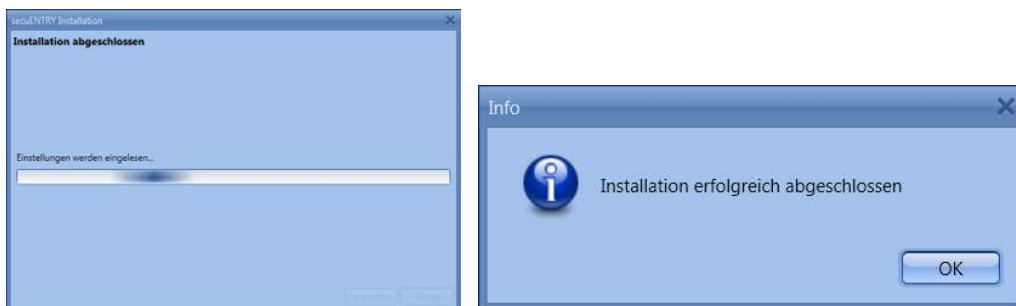 secuENTRY Installation
Installation abgeschlossen
Einstellungen werden eingelesen...
Info
Installation erfolgreich abgeschlossen
OK